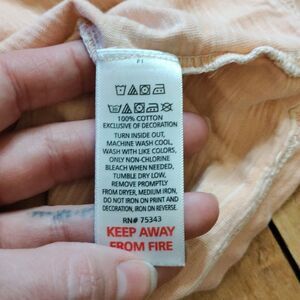 F1
100% COTTON
EXCLUSIVE OF DECORATION
TURN INSIDE OUT,
MACHINE WASH COOL,
WASH WITH LIKE COLORS,
ONLY NON-CHLORINE
BLEACH WHEN NEEDED,
TUMBLE DRY LOW,
REMOVE PROMPTLY
FROM DRYER, MEDIUM IRON,
DO NOT IRON ON PRINT AND
DECORATION, IRON ON REVERSE.
RN# 75343
KEEP AWAY
FROM FIRE